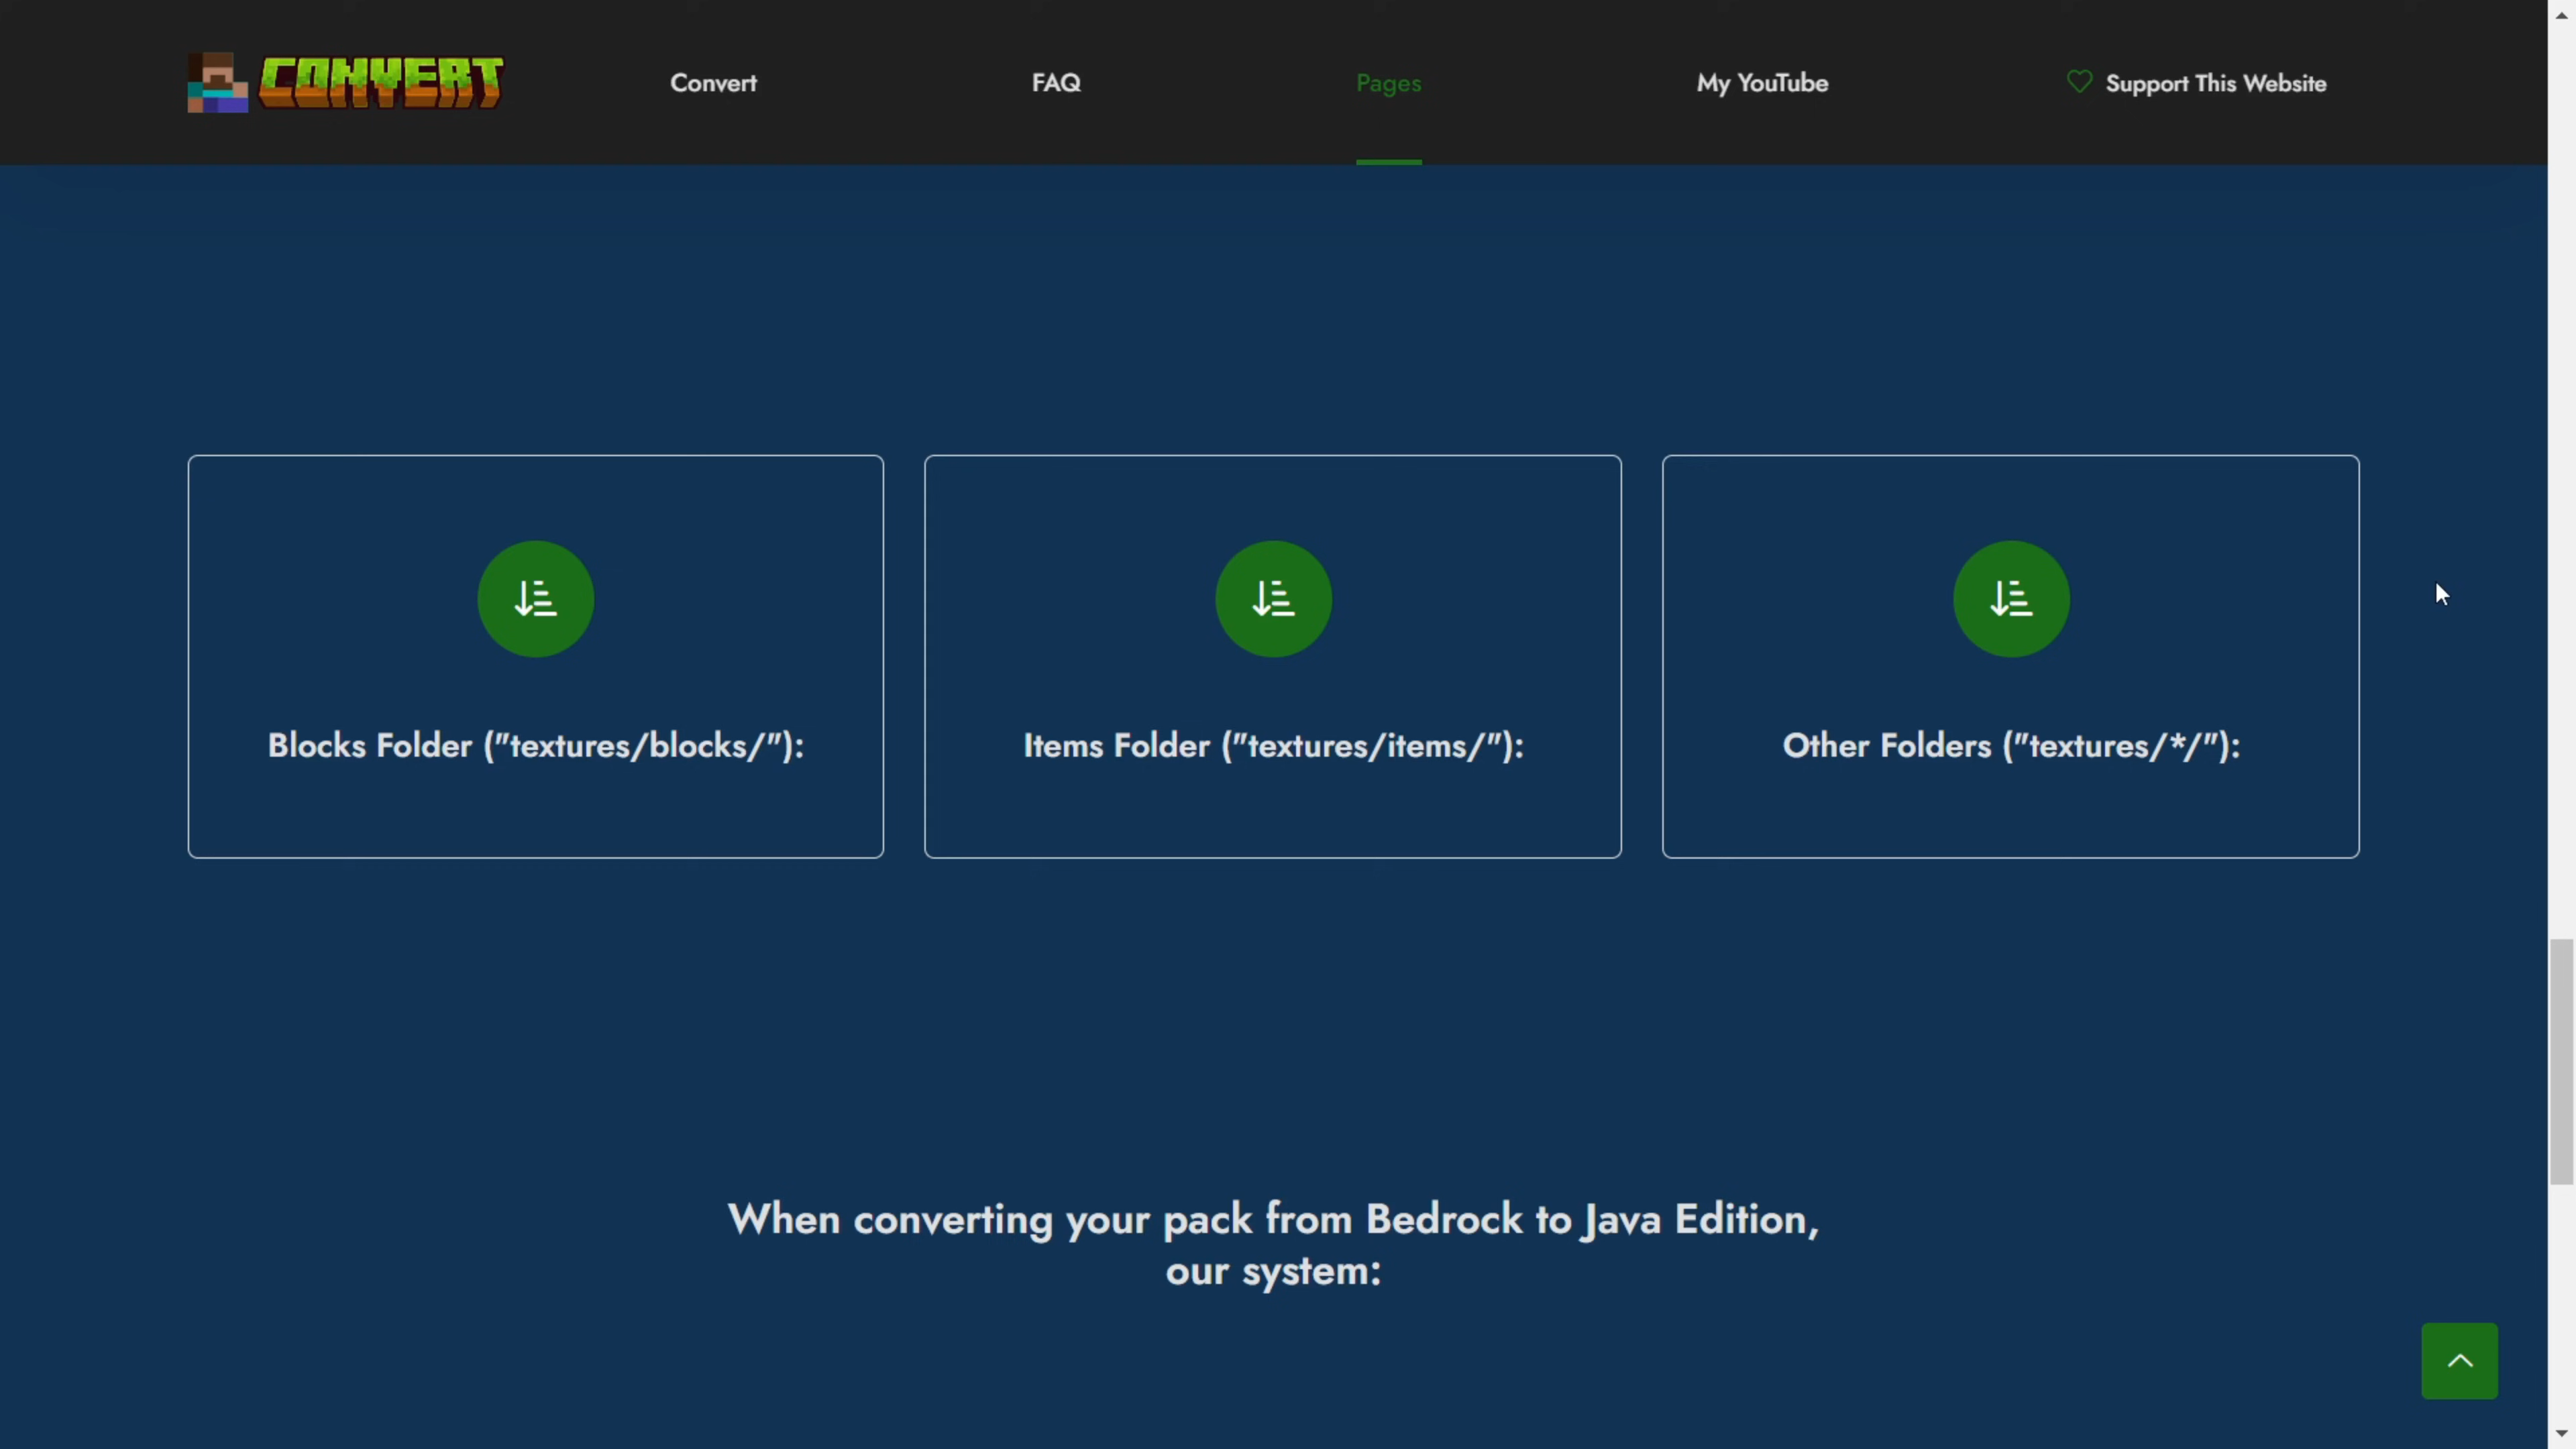 CONVERT
Convert
FAQ
Pages
My YouTube
Support This Website
Blocks Folder ("textures/blocks/"):
Items Folder ("textures/items/"):
Other Folders ("textures/*/"):
When converting your pack from Bedrock to Java Edition,
our system: